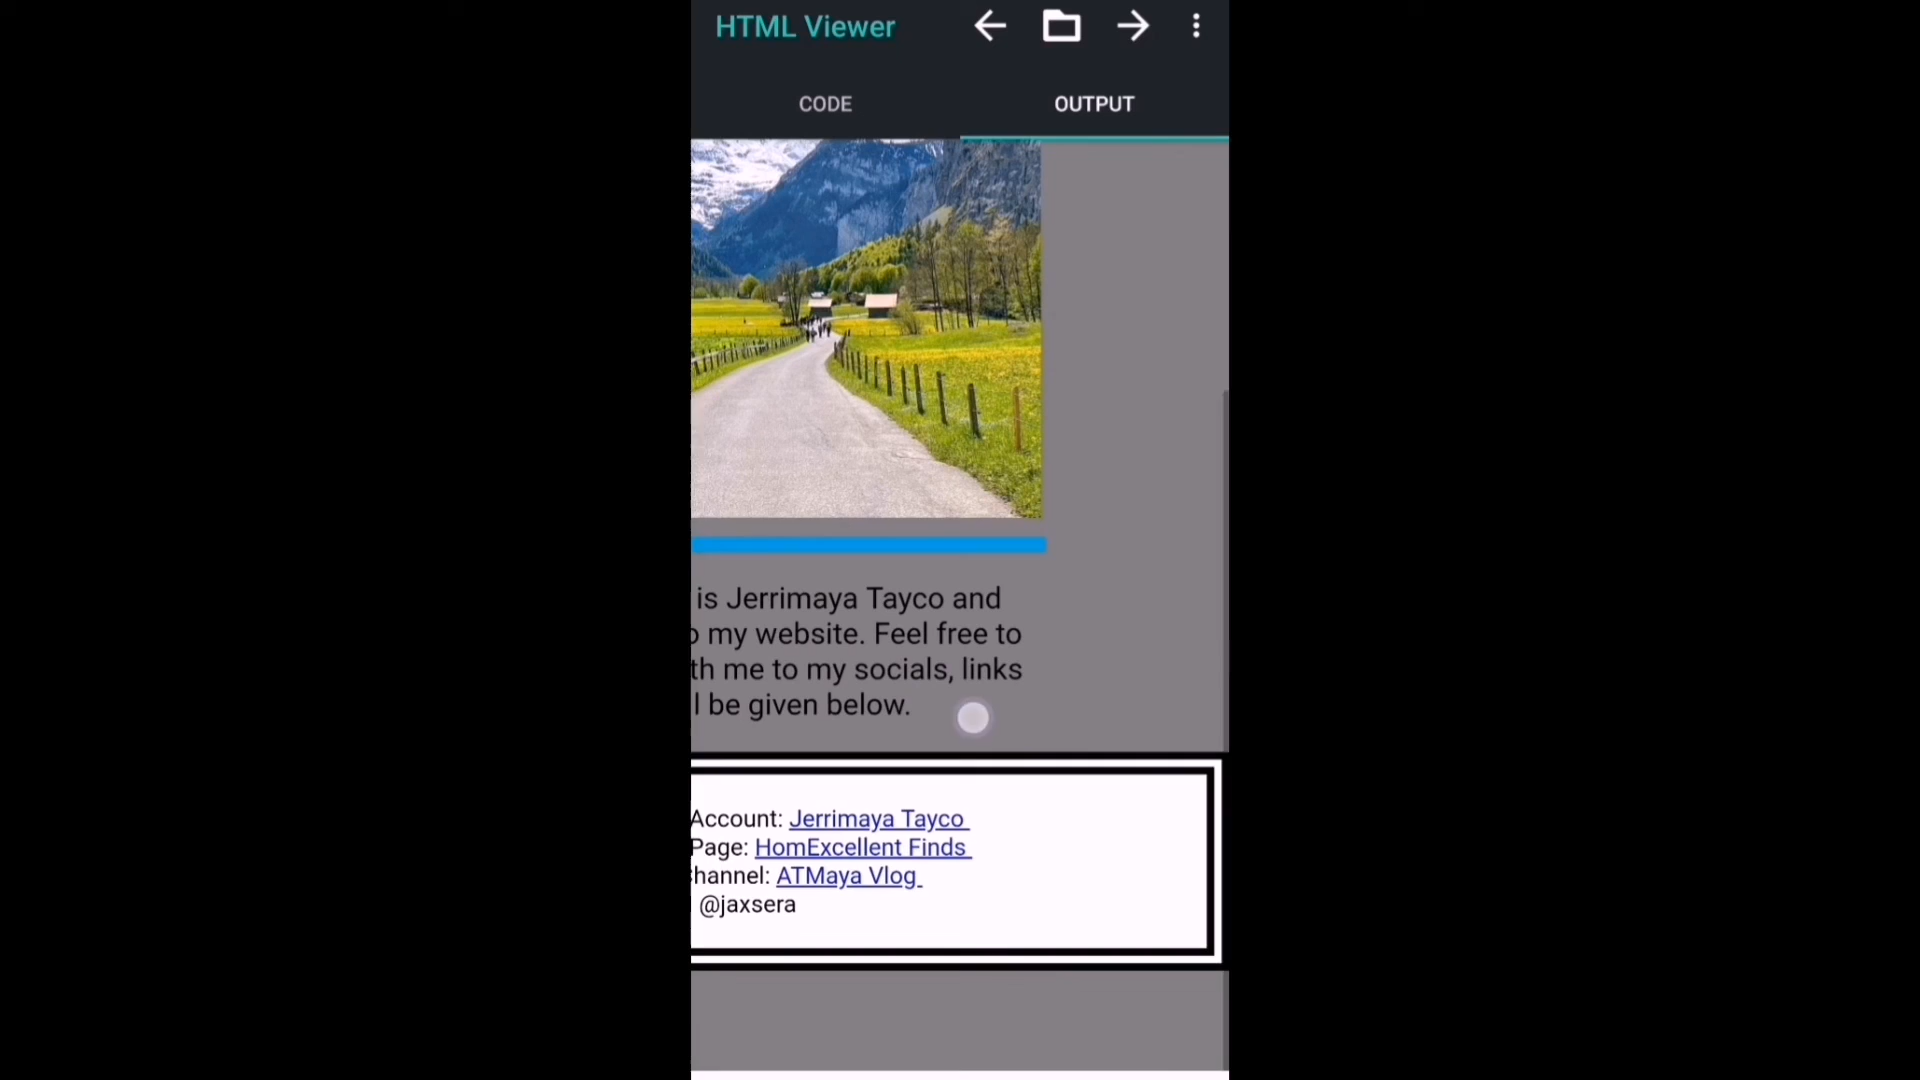 HTML Viewer
CODE
OUTPUT
is Jerrimaya Tayco and
my website. Feel free to
me to my socials, links
be given below.
Account: Jerrimaya Tayco
Page: HomExcellent Finds
hannel: ATMaya Vlog
@jaxsera